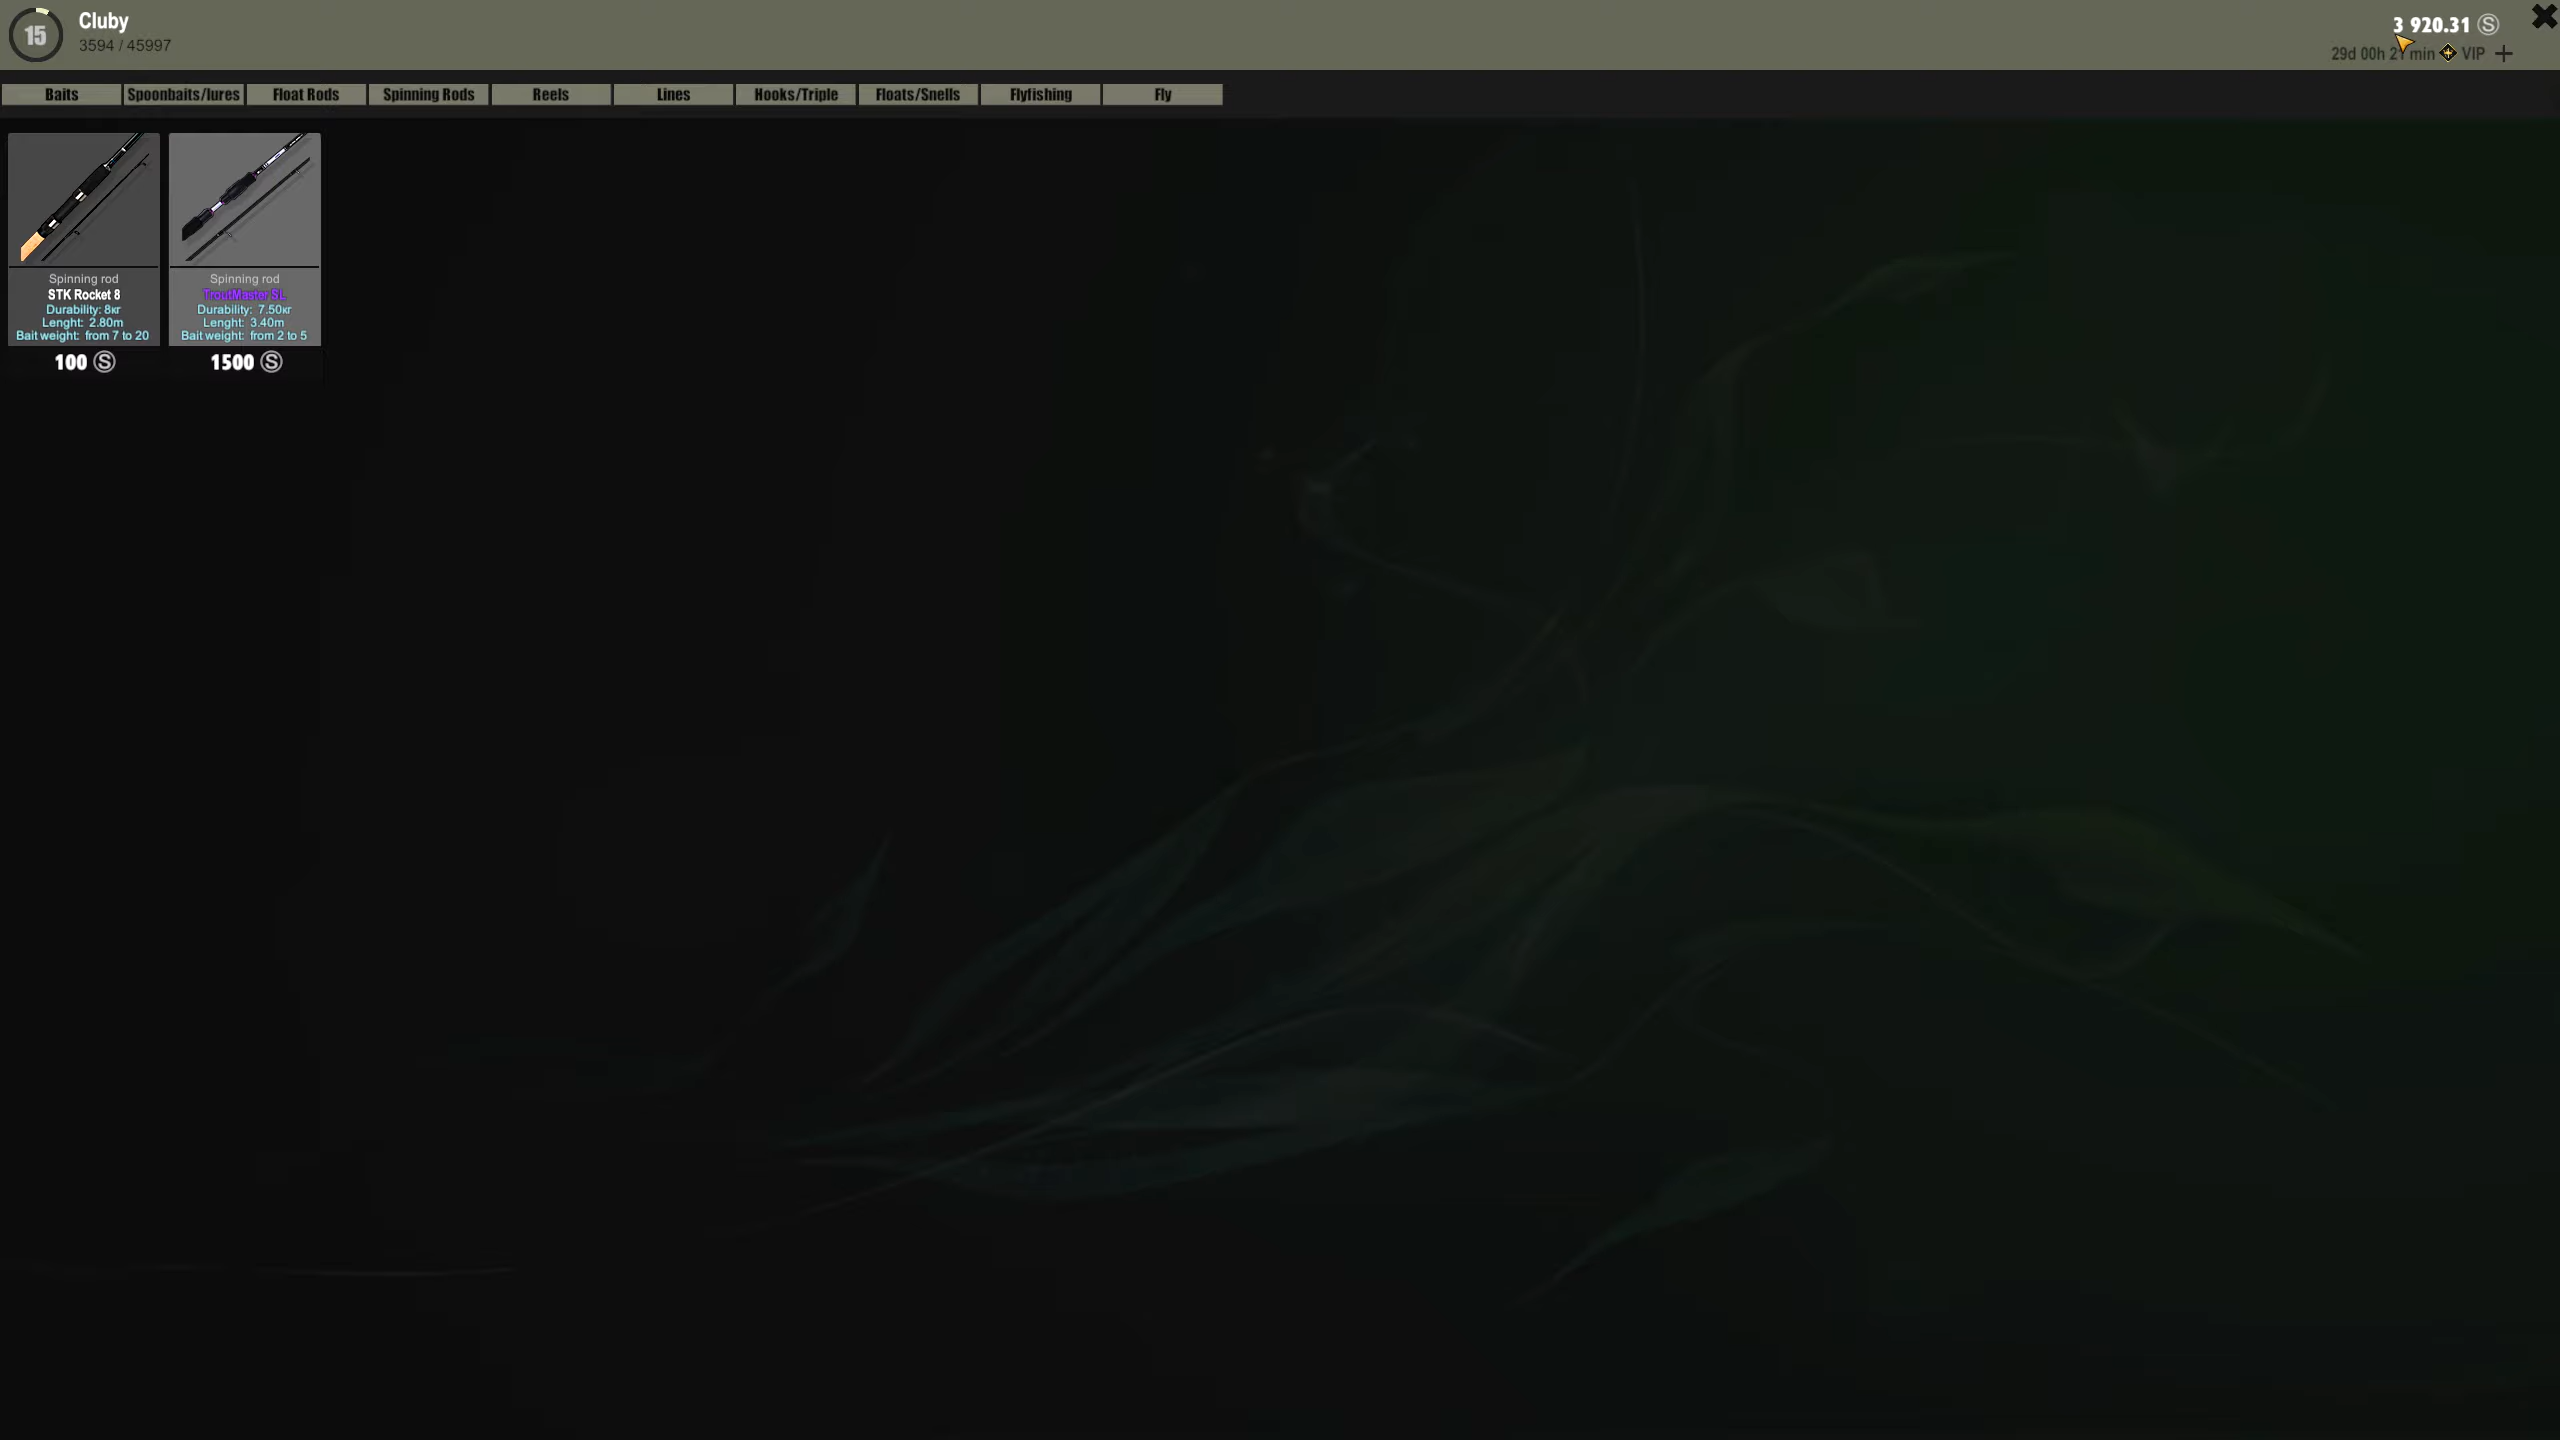 15
Cluby
3594 / 45997
3 920.31 S
29d 00h 21 min VIP +
Baits
Spoonbaits/lures
Float Rods
Spinning Rods
Reels
Lines
Hooks/Triple
Floats/Snells
Flyfishing
Fly
Spinning rod
STK Rocket 8
Durability: 8кг
Lenght: 2.80m
Bait weight: from 7 to 20
100 S
Spinning rod
TroutMaster SL
Durability: 7.50кг
Lenght: 3.40m
Bait weight: from 2 to 5
1500 S